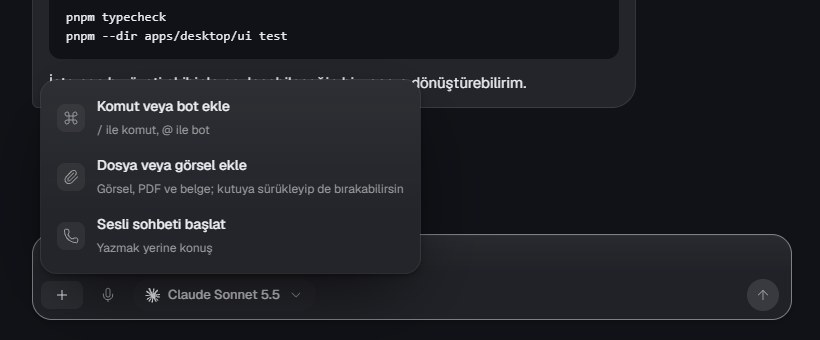 pnpm typecheck
pnpm --dir apps/desktop/ui test
dönüştürebilirim.
Komut veya bot ekle
/ ile komut, @ ile bot
Dosya veya görsel ekle
Görsel, PDF ve belge; kutuya sürükleyip de bırakabilirsin
Sesli sohbeti başlat
Yazmak yerine konuş
Claude Sonnet 5.5